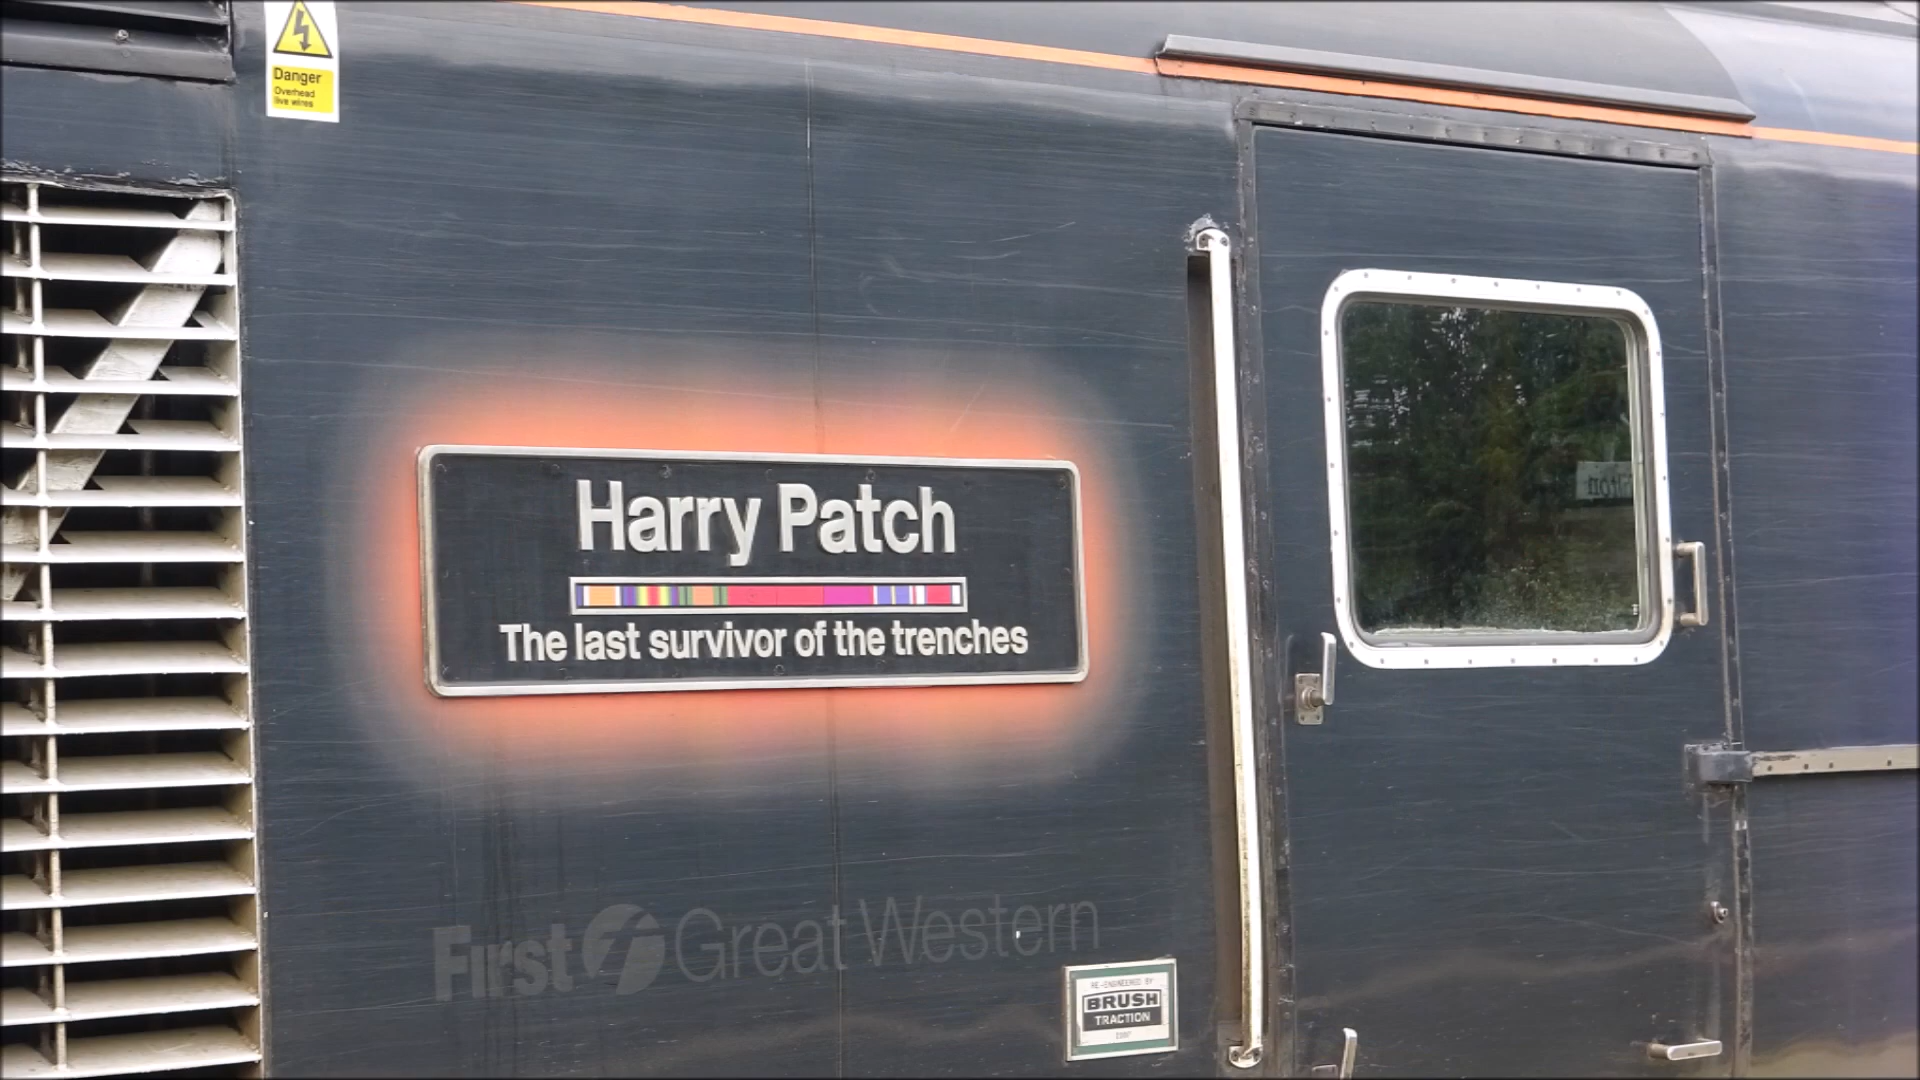 Danger
Overhead
live wires
Harry Patch
The last survivor of the trenches
First Great Western
RE-ENGINEERED BY
BRUSH
TRACTION